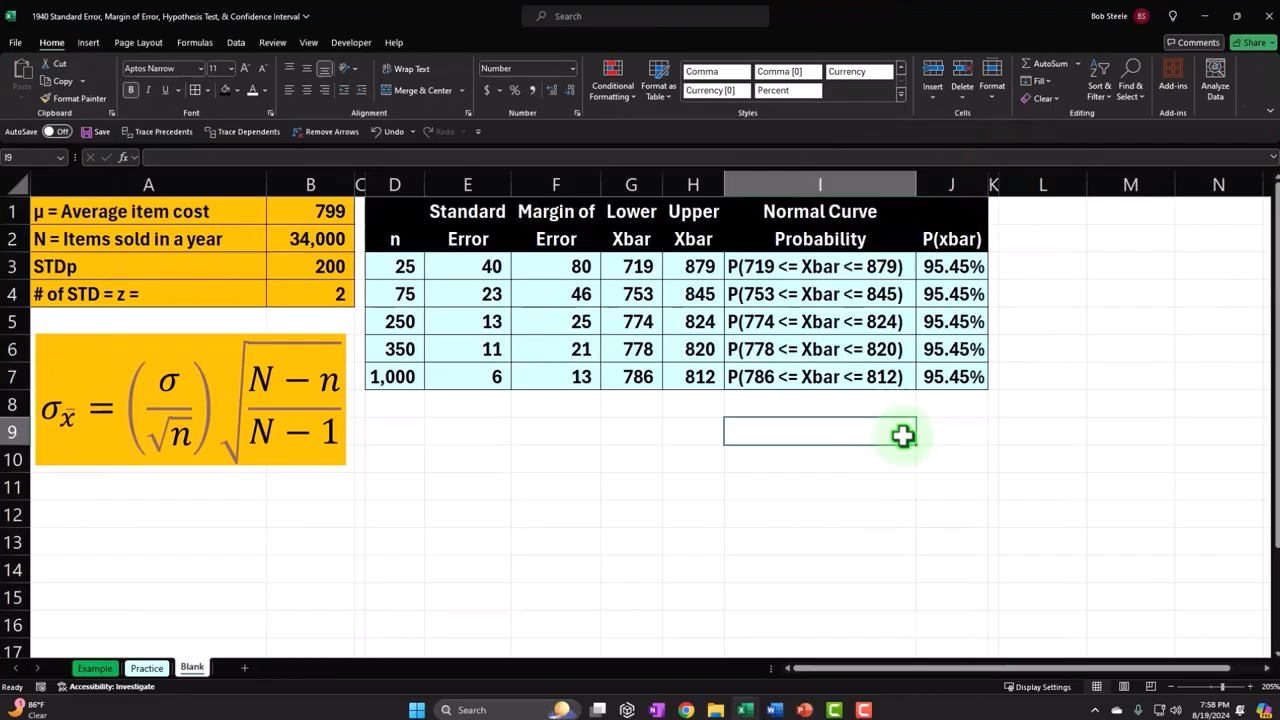 1940 Standard Error, Margin of Error, Hypothesis Test, & Confidence Interval
Search
Bob Steele
BS
File Home Insert Page Layout Formulas Data Review View Developer Help
Comments
Share
Paste
Cut
Copy
Format Painter
Clipboard
Aptos Narrow 11
B I U
Font
Wrap Text
Merge & Center
Alignment
Number
$ % 9
Number
Conditional Formatting
Format as Table
Comma Comma [0] Currency
Currency [0] Percent
Styles
Insert Delete Format
Cells
AutoSum
Fill
Clear
Sort & Filter
Find & Select
Editing
Add-ins
Add-ins
Analyze Data
AutoSave Off Save Trace Precedents Trace Dependents Remove Arrows Undo Redo
I9 fx
A B C D E F G H I J K L M N
1 µ = Average item cost 799 Standard Margin of Lower Upper Normal Curve
2 N = Items sold in a year 34,000 n Error Error Xbar Xbar Probability P(xbar)
3 STDp 200 25 40 80 719 879 P(719 <= Xbar <= 879) 95.45%
4 # of STD = z = 2 75 23 46 753 845 P(753 <= Xbar <= 845) 95.45%
5 250 13 25 774 824 P(774 <= Xbar <= 824) 95.45%
6 350 11 21 778 820 P(778 <= Xbar <= 820) 95.45%
7 1,000 6 13 786 812 P(786 <= Xbar <= 812) 95.45%
8
9
10
11
12
13
14
15
16
17
σx̄ = (σ/√n) √((N − n)/(N − 1))
Example Practice Blank
Ready Accessibility: Investigate
Display Settings
205%
86°F
Clear
Search
7:58 PM
8/19/2024